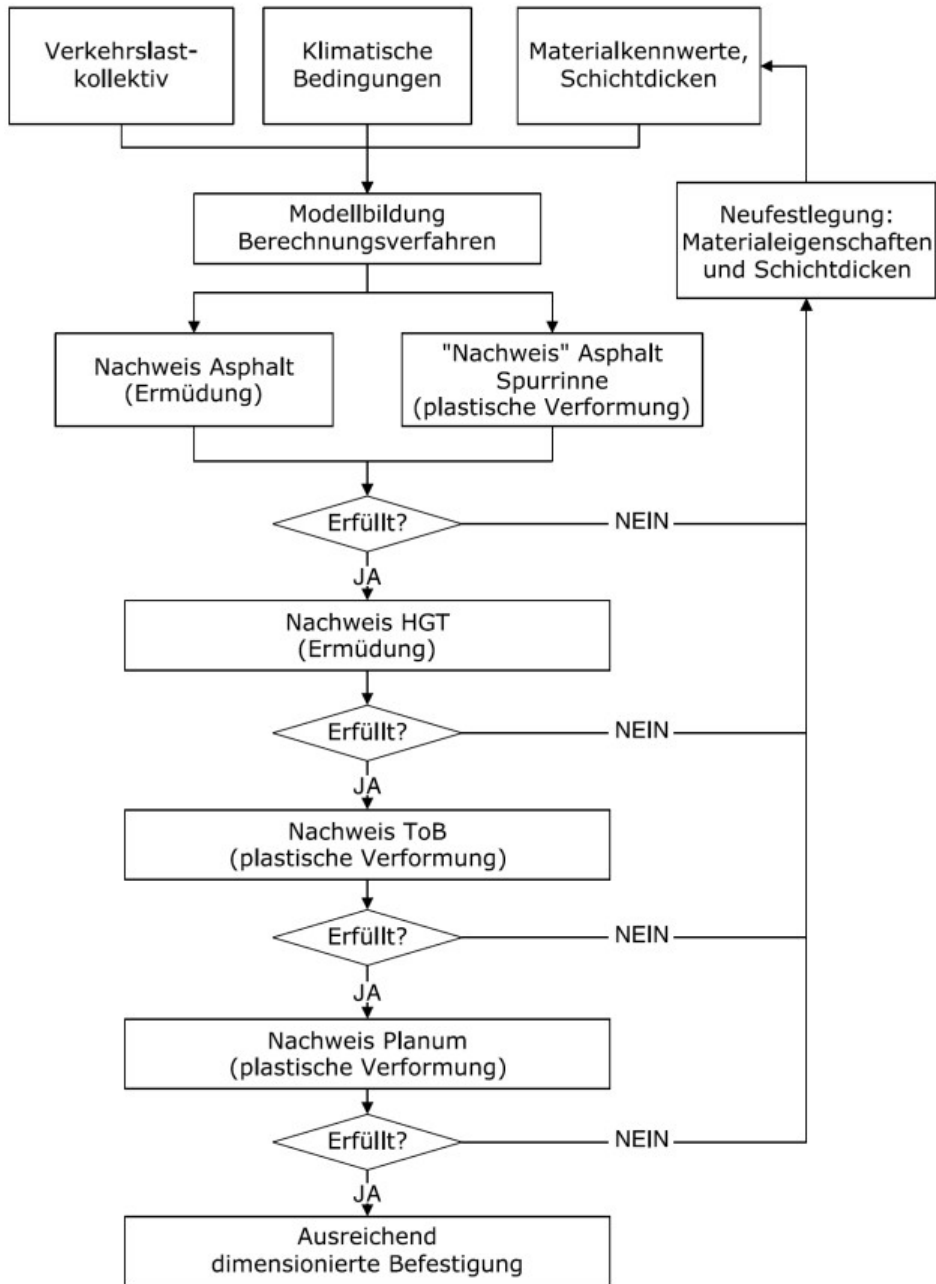 Verkehrslast-
kollektiv
Klimatische
Bedingungen
Materialkennwerte,
Schichtdicken
Modellbildung
Berechnungsverfahren
Neufestlegung:
Materialeigenschaften
und Schichtdicken
Nachweis Asphalt
(Ermüdung)
"Nachweis" Asphalt
Spurrinne
(plastische Verformung)
Erfüllt?
NEIN
JA
Nachweis HGT
(Ermüdung)
Erfüllt?
NEIN
JA
Nachweis ToB
(plastische Verformung)
Erfüllt?
NEIN
JA
Nachweis Planum
(plastische Verformung)
Erfüllt?
NEIN
JA
Ausreichend
dimensionierte Befestigung